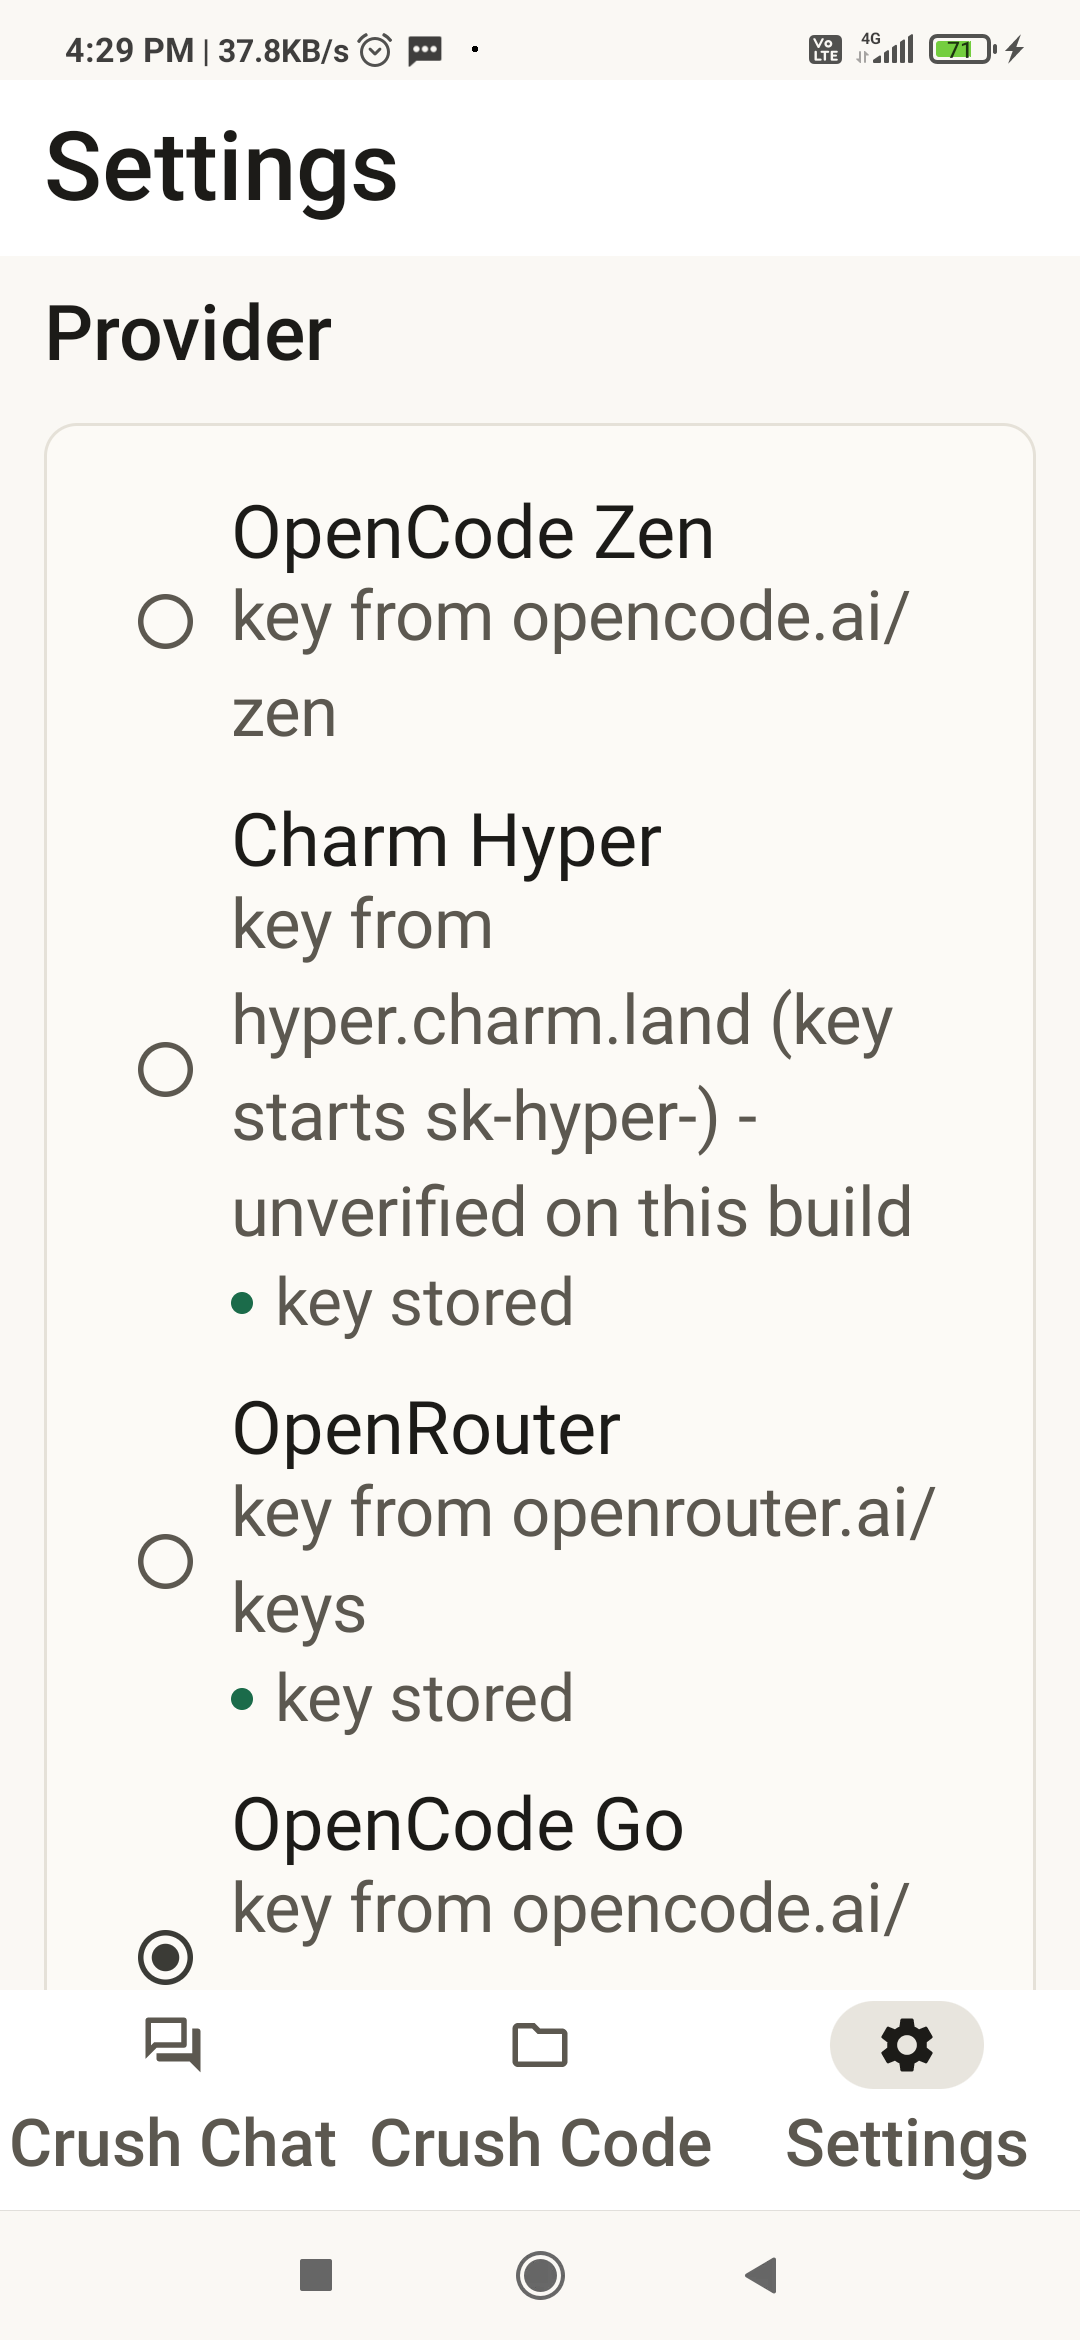 4:29 PM | 37.8KB/s
Vo LTE 4G 71
Settings
Provider
OpenCode Zen
key from opencode.ai/
zen
Charm Hyper
key from
hyper.charm.land (key
starts sk-hyper-) -
unverified on this build
• key stored
OpenRouter
key from openrouter.ai/
keys
• key stored
OpenCode Go
key from opencode.ai/
Crush Chat Crush Code Settings